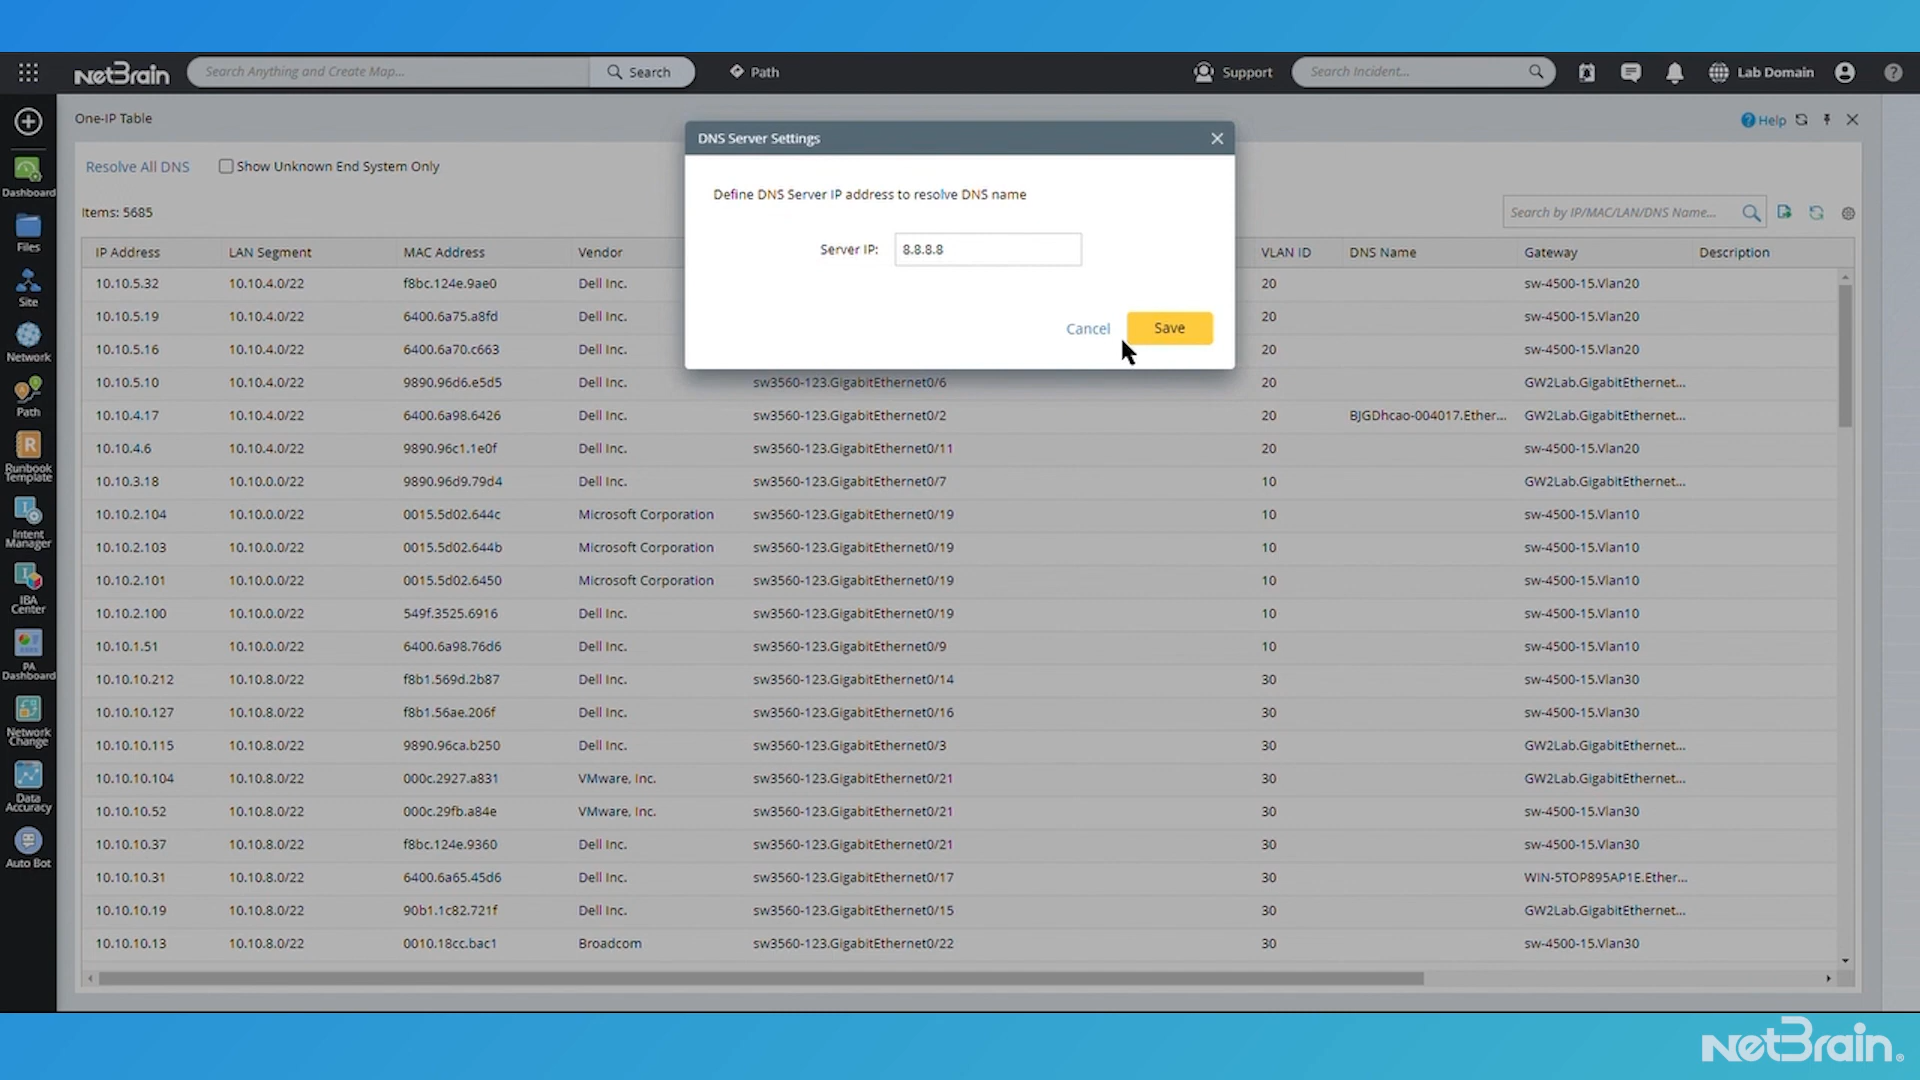 NetBrain
Search Anything and Create Map...
Search
Path
Support
Search Incident...
Lab Domain
?
One-IP Table
? Help
Resolve All DNS
Show Unknown End System Only
Items: 5685
Search by IP/MAC/LAN/DNS Name...
DNS Server Settings
Define DNS Server IP address to resolve DNS name
Server IP: 8.8.8.8
Cancel
Save
Dashboard
Files
Site
Network
Path
R
Runbook
Template
Intent
Manager
IBA
Center
PA
Dashboard
Network
Change
Data
Accuracy
Auto Bot
IP Address LAN Segment MAC Address Vendor VLAN ID DNS Name Gateway Description
10.10.5.32 10.10.4.0/22 f8bc.124e.9ae0 Dell Inc. 20 sw-4500-15.Vlan20
10.10.5.19 10.10.4.0/22 6400.6a75.a8fd Dell Inc. 20 sw-4500-15.Vlan20
10.10.5.16 10.10.4.0/22 6400.6a70.c663 Dell Inc. 20 sw-4500-15.Vlan20
10.10.5.10 10.10.4.0/22 9890.96d6.e5d5 Dell Inc. sw3560-123.GigabitEthernet0/6 20 GW2Lab.GigabitEthernet...
10.10.4.17 10.10.4.0/22 6400.6a98.6426 Dell Inc. sw3560-123.GigabitEthernet0/2 20 BJGDhcao-004017.Ether... GW2Lab.GigabitEthernet...
10.10.4.6 10.10.4.0/22 9890.96c1.1e0f Dell Inc. sw3560-123.GigabitEthernet0/11 20 sw-4500-15.Vlan20
10.10.3.18 10.10.0.0/22 9890.96d9.79d4 Dell Inc. sw3560-123.GigabitEthernet0/7 10 GW2Lab.GigabitEthernet...
10.10.2.104 10.10.0.0/22 0015.5d02.644c Microsoft Corporation sw3560-123.GigabitEthernet0/19 10 sw-4500-15.Vlan10
10.10.2.103 10.10.0.0/22 0015.5d02.644b Microsoft Corporation sw3560-123.GigabitEthernet0/19 10 sw-4500-15.Vlan10
10.10.2.101 10.10.0.0/22 0015.5d02.6450 Microsoft Corporation sw3560-123.GigabitEthernet0/19 10 sw-4500-15.Vlan10
10.10.2.100 10.10.0.0/22 549f.3525.6916 Dell Inc. sw3560-123.GigabitEthernet0/19 10 sw-4500-15.Vlan10
10.10.1.51 10.10.0.0/22 6400.6a98.76d6 Dell Inc. sw3560-123.GigabitEthernet0/9 10 sw-4500-15.Vlan10
10.10.10.212 10.10.8.0/22 f8b1.569d.2b87 Dell Inc. sw3560-123.GigabitEthernet0/14 30 sw-4500-15.Vlan30
10.10.10.127 10.10.8.0/22 f8b1.56ae.206f Dell Inc. sw3560-123.GigabitEthernet0/16 30 sw-4500-15.Vlan30
10.10.10.115 10.10.8.0/22 9890.96ca.b250 Dell Inc. sw3560-123.GigabitEthernet0/3 30 GW2Lab.GigabitEthernet...
10.10.10.104 10.10.8.0/22 000c.2927.a831 VMware, Inc. sw3560-123.GigabitEthernet0/21 30 GW2Lab.GigabitEthernet...
10.10.10.52 10.10.8.0/22 000c.29fb.a84e VMware, Inc. sw3560-123.GigabitEthernet0/21 30 sw-4500-15.Vlan30
10.10.10.37 10.10.8.0/22 f8bc.124e.9360 Dell Inc. sw3560-123.GigabitEthernet0/21 30 sw-4500-15.Vlan30
10.10.10.31 10.10.8.0/22 6400.6a65.45d6 Dell Inc. sw3560-123.GigabitEthernet0/17 30 WIN-5TOP895AP1E.Ether...
10.10.10.19 10.10.8.0/22 90b1.1c82.721f Dell Inc. sw3560-123.GigabitEthernet0/15 30 GW2Lab.GigabitEthernet...
10.10.10.13 10.10.8.0/22 0010.18cc.bac1 Broadcom sw3560-123.GigabitEthernet0/22 30 sw-4500-15.Vlan30
NetBrain®